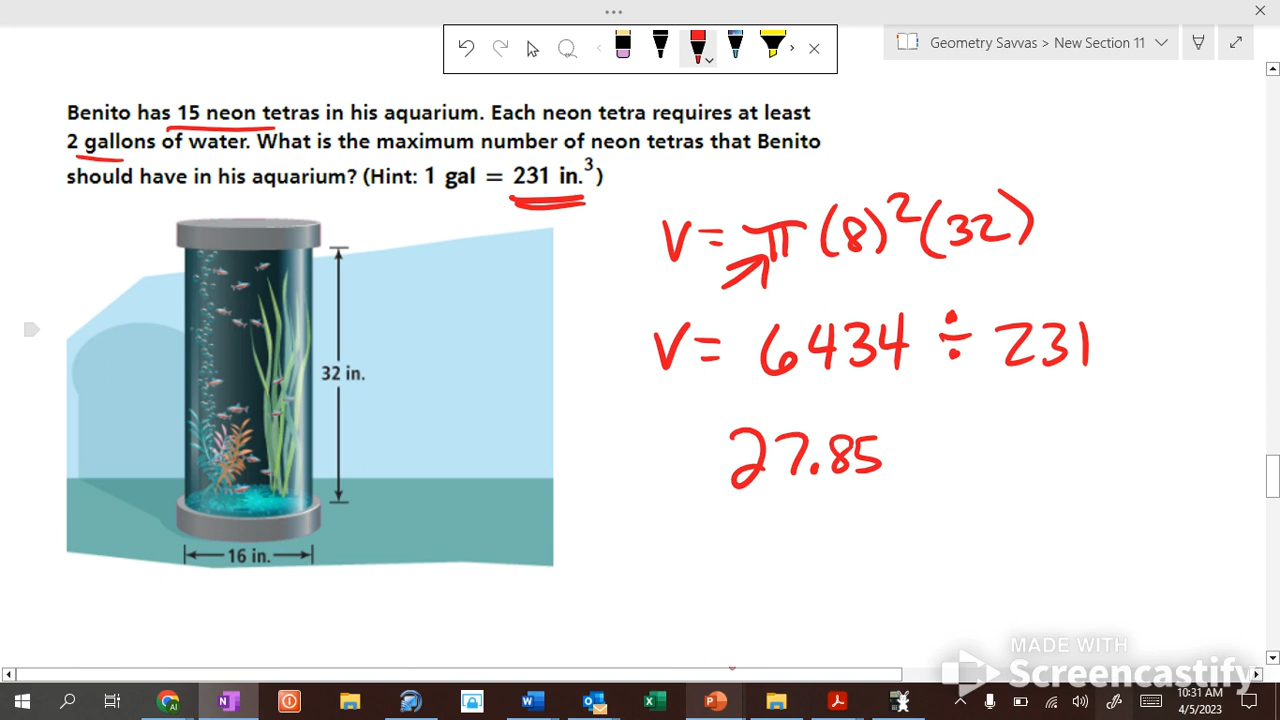 Geometry Savvas > New Section 11
Benito has 15 neon tetras in his aquarium. Each neon tetra requires at least
2 gallons of water. What is the maximum number of neon tetras that Benito
should have in his aquarium? (Hint: 1 gal = 231 in.³)
V = π(8)²(32)
V = 6434 ÷ 231
27.85
32 in.
16 in.
MADE WITH
Screencastify
10:31 AM
4/5/2023